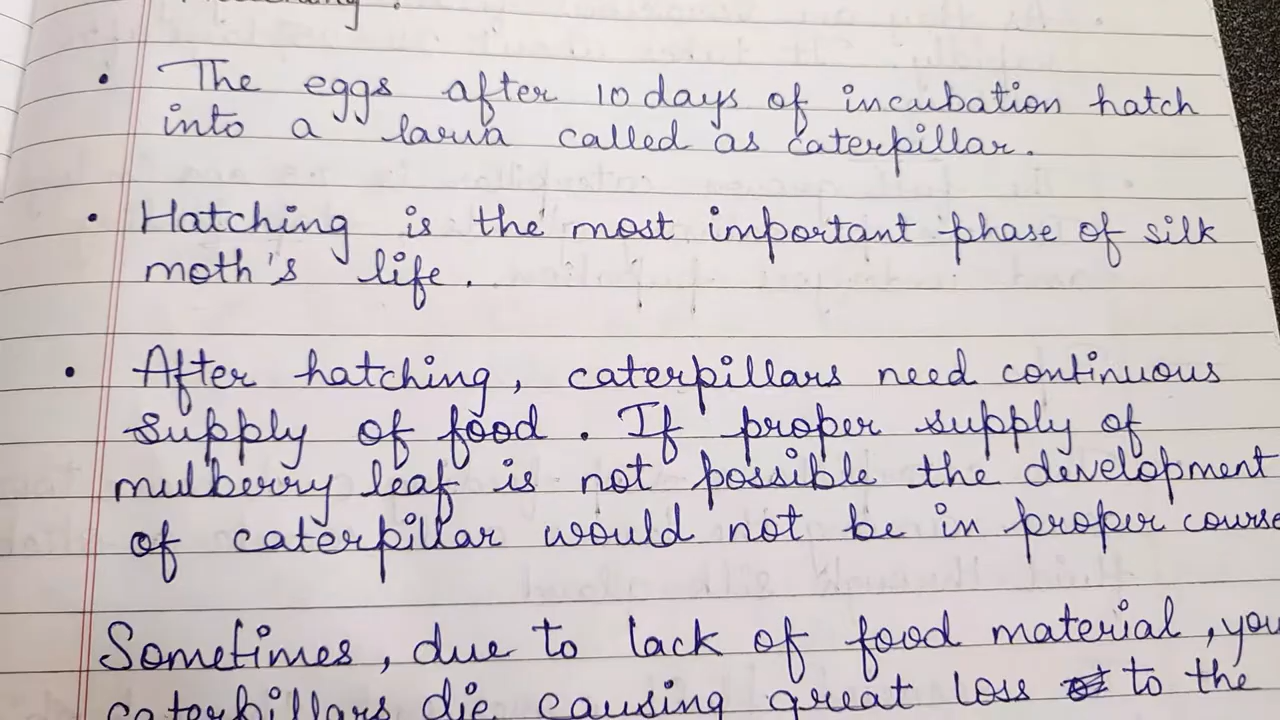 The eggs after 10 days of incubation hatch
into a larva called as caterpillar.
Hatching is the most important phase of silk
moth's life.
After hatching, caterpillars need continuous
supply of food. If proper supply of
mulberry leaf is not possible the development
of caterpillar would not be in proper course
Sometimes, due to lack of food material, you
caterpillars die causing great loss to the